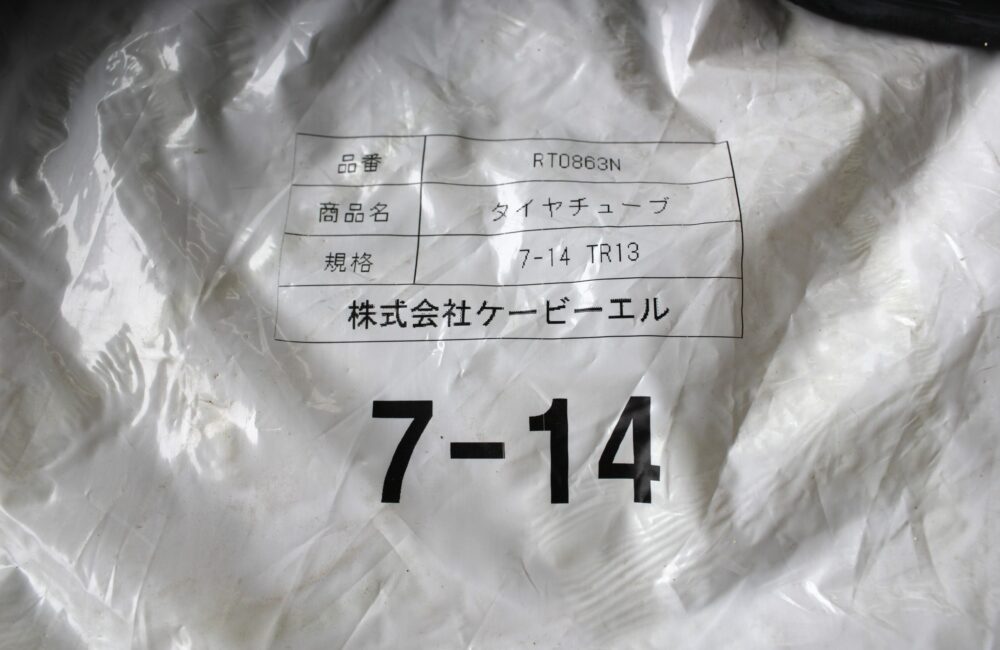 品番 RT0863N
商品名 タイヤチューブ
規格 7-14 TR13
株式会社ケービーエル
7-14